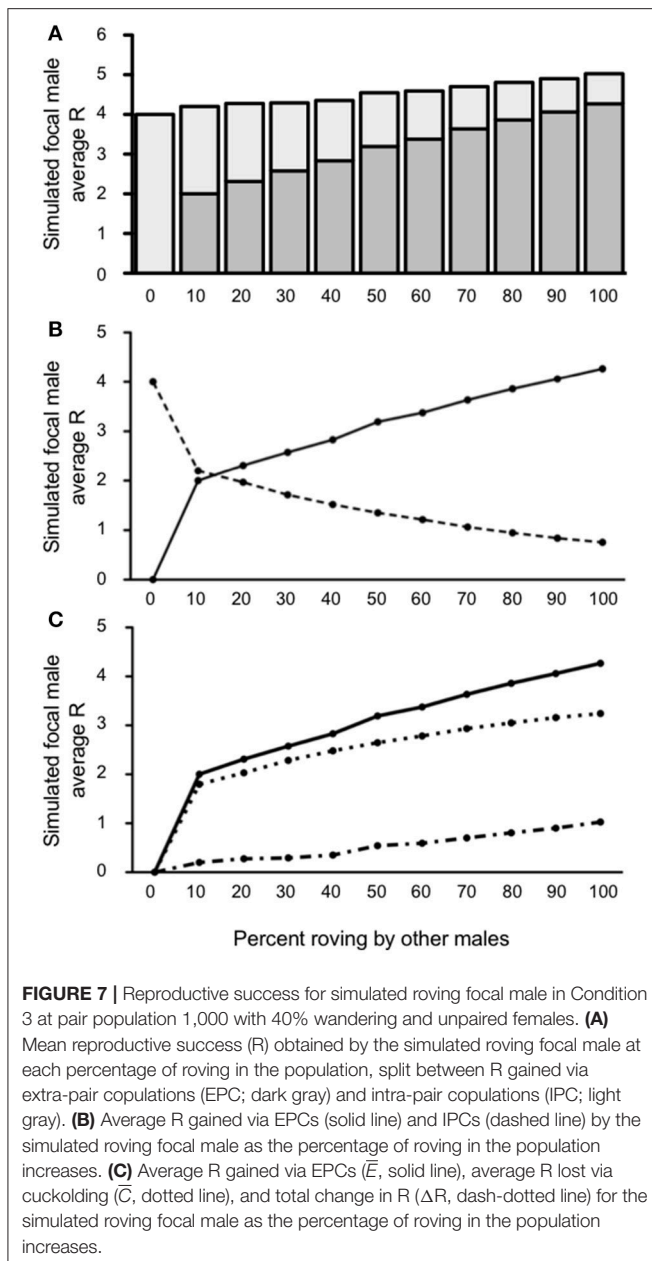 A
Simulated focal male
average R
6
5
4
3
2
1
0
0 10 20 30 40 50 60 70 80 90 100
B
Simulated focal male
average R
5
4
3
2
1
0
0 10 20 30 40 50 60 70 80 90 100
C
Simulated focal male
average R
5
4
3
2
1
0
0 10 20 30 40 50 60 70 80 90 100
Percent roving by other males
FIGURE 7 | Reproductive success for simulated roving focal male in Condition
3 at pair population 1,000 with 40% wandering and unpaired females. (A)
Mean reproductive success (R) obtained by the simulated roving focal male at
each percentage of roving in the population, split between R gained via
extra-pair copulations (EPC; dark gray) and intra-pair copulations (IPC; light
gray). (B) Average R gained via EPCs (solid line) and IPCs (dashed line) by the
simulated roving focal male as the percentage of roving in the population
increases. (C) Average R gained via EPCs (E̅, solid line), average R lost via
cuckolding (C̅, dotted line), and total change in R (ΔR, dash-dotted line) for the
simulated roving focal male as the percentage of roving in the population
increases.